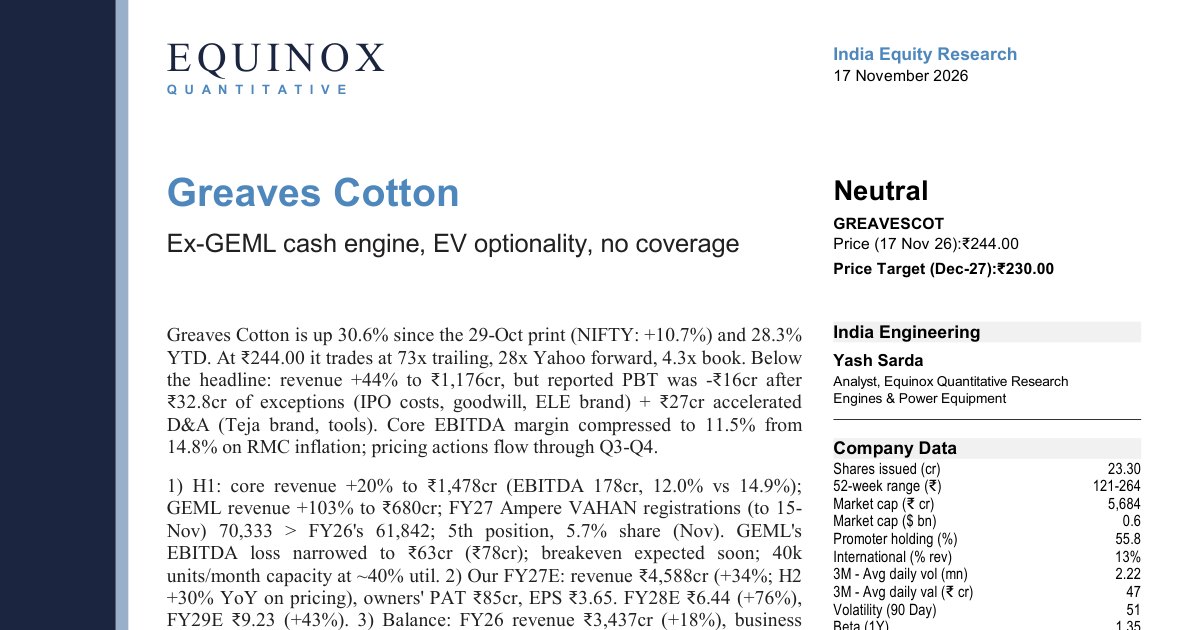 EQUINOX
QUANTITATIVE
India Equity Research
17 November 2026
Greaves Cotton
Ex-GEML cash engine, EV optionality, no coverage
Greaves Cotton is up 30.6% since the 29-Oct print (NIFTY: +10.7%) and 28.3%
YTD. At ₹244.00 it trades at 73x trailing, 28x Yahoo forward, 4.3x book. Below
the headline: revenue +44% to ₹1,176cr, but reported PBT was -₹16cr after
₹32.8cr of exceptions (IPO costs, goodwill, ELE brand) + ₹27cr accelerated
D&A (Teja brand, tools). Core EBITDA margin compressed to 11.5% from
14.8% on RMC inflation; pricing actions flow through Q3-Q4.
1) H1: core revenue +20% to ₹1,478cr (EBITDA 178cr, 12.0% vs 14.9%);
GEML revenue +103% to ₹680cr; FY27 Ampere VAHAN registrations (to 15-
Nov) 70,333 > FY26's 61,842; 5th position, 5.7% share (Nov). GEML's
EBITDA loss narrowed to ₹63cr (₹78cr); breakeven expected soon; 40k
units/month capacity at ~40% util. 2) Our FY27E: revenue ₹4,588cr (+34%; H2
+30% YoY on pricing), owners' PAT ₹85cr, EPS ₹3.65. FY28E ₹6.44 (+76%),
FY29E ₹9.23 (+43%). 3) Balance: FY26 revenue ₹3,437cr (+18%), business
Neutral
GREAVESCOT
Price (17 Nov 26):₹244.00
Price Target (Dec-27):₹230.00
India Engineering
Yash Sarda
Analyst, Equinox Quantitative Research
Engines & Power Equipment
Company Data
Shares issued (cr) 23.30
52-week range (₹) 121-264
Market cap (₹ cr) 5,684
Market cap ($ bn) 0.6
Promoter holding (%) 55.8
International (% rev) 13%
3M - Avg daily vol (mn) 2.22
3M - Avg daily val (₹ cr) 47
Volatility (90 Day) 51
Beta (1Y) 1.35